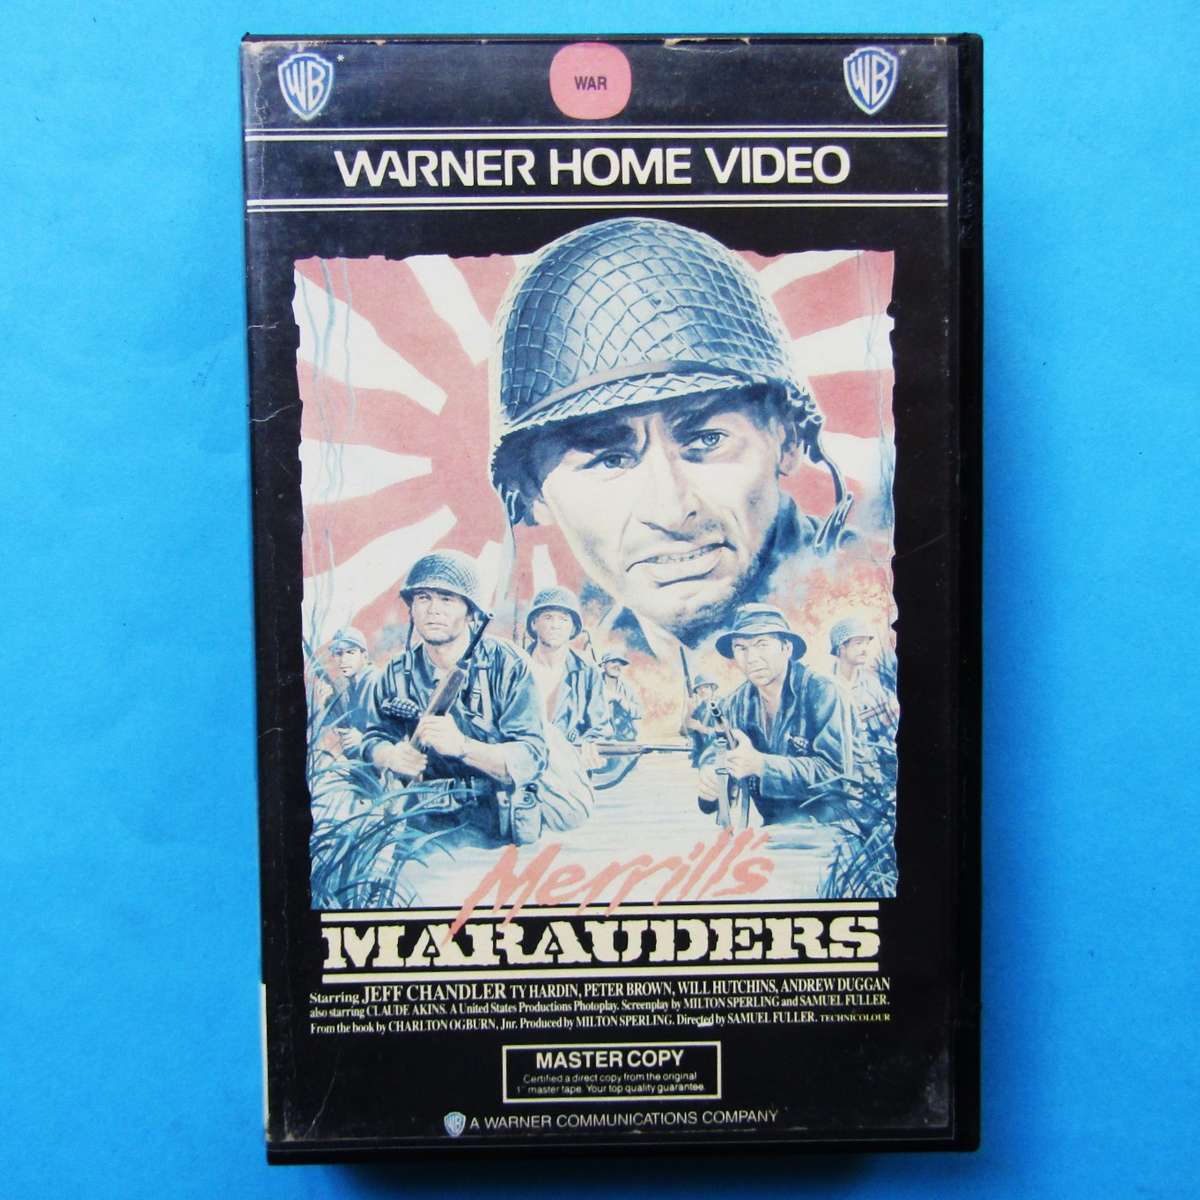 WB
WAR
WB
WARNER HOME VIDEO
Merrill's
MARAUDERS
Starring JEFF CHANDLER TY HARDIN, PETER BROWN, WILL HUTCHINS, ANDREW DUGGAN
also starring CLAUDE AKINS. A United States Productions Photoplay. Screenplay by MILTON SPERLING and SAMUEL FULLER.
From the book by CHARLTON OGBURN, Jnr. Produced by MILTON SPERLING. Directed by SAMUEL FULLER. TECHNICOLOUR
MASTER COPY
Certified a direct copy from the original
1" master tape. Your top quality guarantee.
WB A WARNER COMMUNICATIONS COMPANY